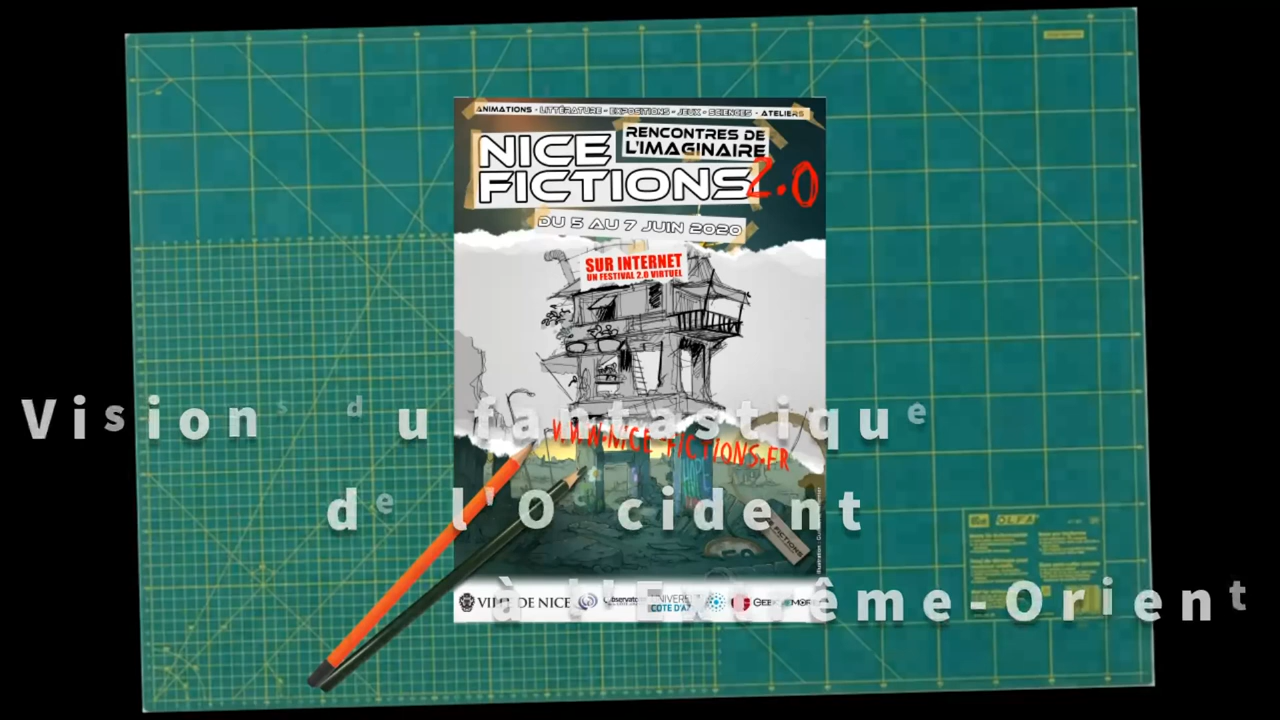 ANIMATIONS - LITTÉRATURE - EXPOSITIONS - JEUX - SCIENCES - ATELIERS
NICE
FICTIONS
RENCONTRES DE
L'IMAGINAIRE
2.0
DU 5 AU 7 JUIN 2020
SUR INTERNET
UN FESTIVAL 2.0 VIRTUEL
Visions du fantastique
WWW.NICE-FICTIONS.FR
de l'O cident
à l'Extrême-Orient
VILLE DE NICE
OLFA